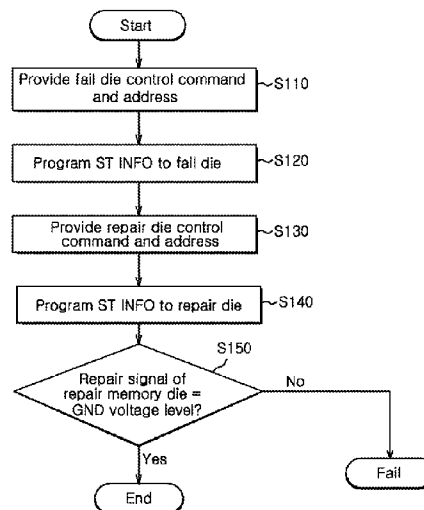 Start
Provide fail die control command
and address
S110
Program ST INFO to fail die
S120
Provide repair die control
command and address
S130
Program ST INFO to repair die
S140
S150
Repair signal of
repair memory die =
GND voltage level?
No
Yes
Fail
End